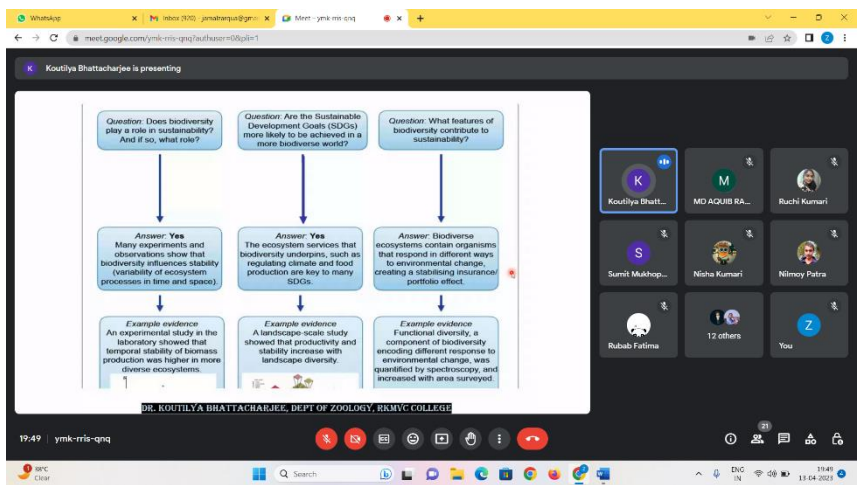 WhatsApp
Inbox (920) - jamaltarqua@gmai
Meet - ymk-rris-qnq
meet.google.com/ymk-rris-qnq?authuser=0&pli=1
Z
K Koutilya Bhattacharjee is presenting
Question: Does biodiversity
play a role in sustainability?
And if so, what role?
Question: Are the Sustainable
Development Goals (SDGs)
more likely to be achieved in a
more biodiverse world?
Question: What features of
biodiversity contribute to
sustainability?
Answer: Yes
Many experiments and
observations show that
biodiversity influences stability
(variability of ecosystem
processes in time and space).
Answer: Yes
The ecosystem services that
biodiversity underpins, such as
regulating climate and food
production are key to many
SDGs.
Answer: Biodiverse
ecosystems contain organisms
that respond in different ways
to environmental change,
creating a stabilising insurance/
portfolio effect.
Example evidence
An experimental study in the
laboratory showed that
temporal stability of biomass
production was higher in more
diverse ecosystems.
Example evidence
A landscape-scale study
showed that productivity and
stability increase with
landscape diversity.
Example evidence
Functional diversity, a
component of biodiversity
encoding different response to
environmental change, was
quantified by spectroscopy, and
increased with area surveyed.
DR. KOUTILYA BHATTACHARJEE, DEPT OF ZOOLOGY, RKMVC COLLEGE
K
Koutilya Bhatt...
M
MD AQUIB RA...
Ruchi Kumari
S
Sumit Mukhop...
Nisha Kumari
Nilmoy Patra
Rubab Fatima
12 others
Z
You
19:49 | ymk-rris-qnq
CC
21
Clear
Search
ENG
IN
19:49
13-04-2023